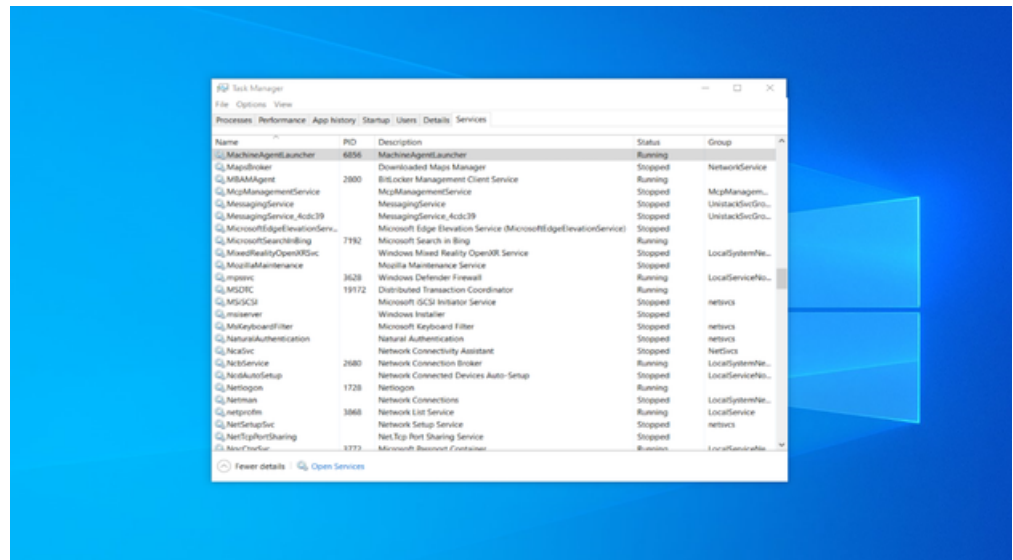 Task Manager
File Options View
Processes Performance App history Startup Users Details Services
Name PID Description Status Group
MachineAgentLauncher 6856 MachineAgentLauncher Running
MapsBroker Downloaded Maps Manager Stopped NetworkService
MBAMAgent 2800 BitLocker Management Client Service Running
McpManagementService McpManagementService Stopped McpManagem...
MessagingService MessagingService Stopped UnistackSvcGro...
MessagingService_4cdc39 MessagingService_4cdc39 Stopped UnistackSvcGro...
MicrosoftEdgeElevationServ... Microsoft Edge Elevation Service (MicrosoftEdgeElevationService) Stopped
MicrosoftSearchInBing 7192 Microsoft Search in Bing Running
MixedRealityOpenXRSvc Windows Mixed Reality OpenXR Service Stopped LocalSystemNe...
MozillaMaintenance Mozilla Maintenance Service Stopped
mpssvc 3628 Windows Defender Firewall Running LocalServiceNo...
MSDTC 19172 Distributed Transaction Coordinator Running
MSiSCSI Microsoft iSCSI Initiator Service Stopped netsvcs
msiserver Windows Installer Stopped
MsKeyboardFilter Microsoft Keyboard Filter Stopped netsvcs
NaturalAuthentication Natural Authentication Stopped netsvcs
NcaSvc Network Connectivity Assistant Stopped NetSvcs
NcbService 2680 Network Connection Broker Running LocalSystemNe...
NcdAutoSetup Network Connected Devices Auto-Setup Stopped LocalServiceNo...
Netlogon 1728 Netlogon Running
Netman Network Connections Stopped LocalSystemNe...
netprofm 3868 Network List Service Running LocalService
NetSetupSvc Network Setup Service Stopped netsvcs
NetTcpPortSharing Net.Tcp Port Sharing Service Stopped
NgcCtnrSvc 3772 Microsoft Passport Container Running LocalServiceNe...
Fewer details Open Services